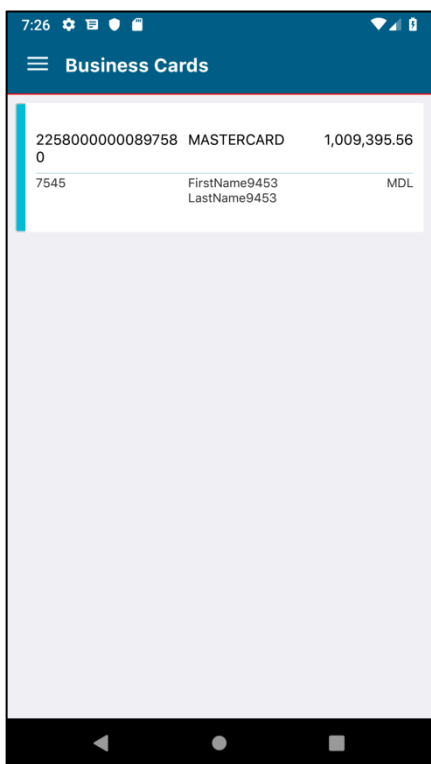 7:26
Business Cards
2258000000089758 MASTERCARD 1,009,395.56
0
7545 FirstName9453 MDL
LastName9453